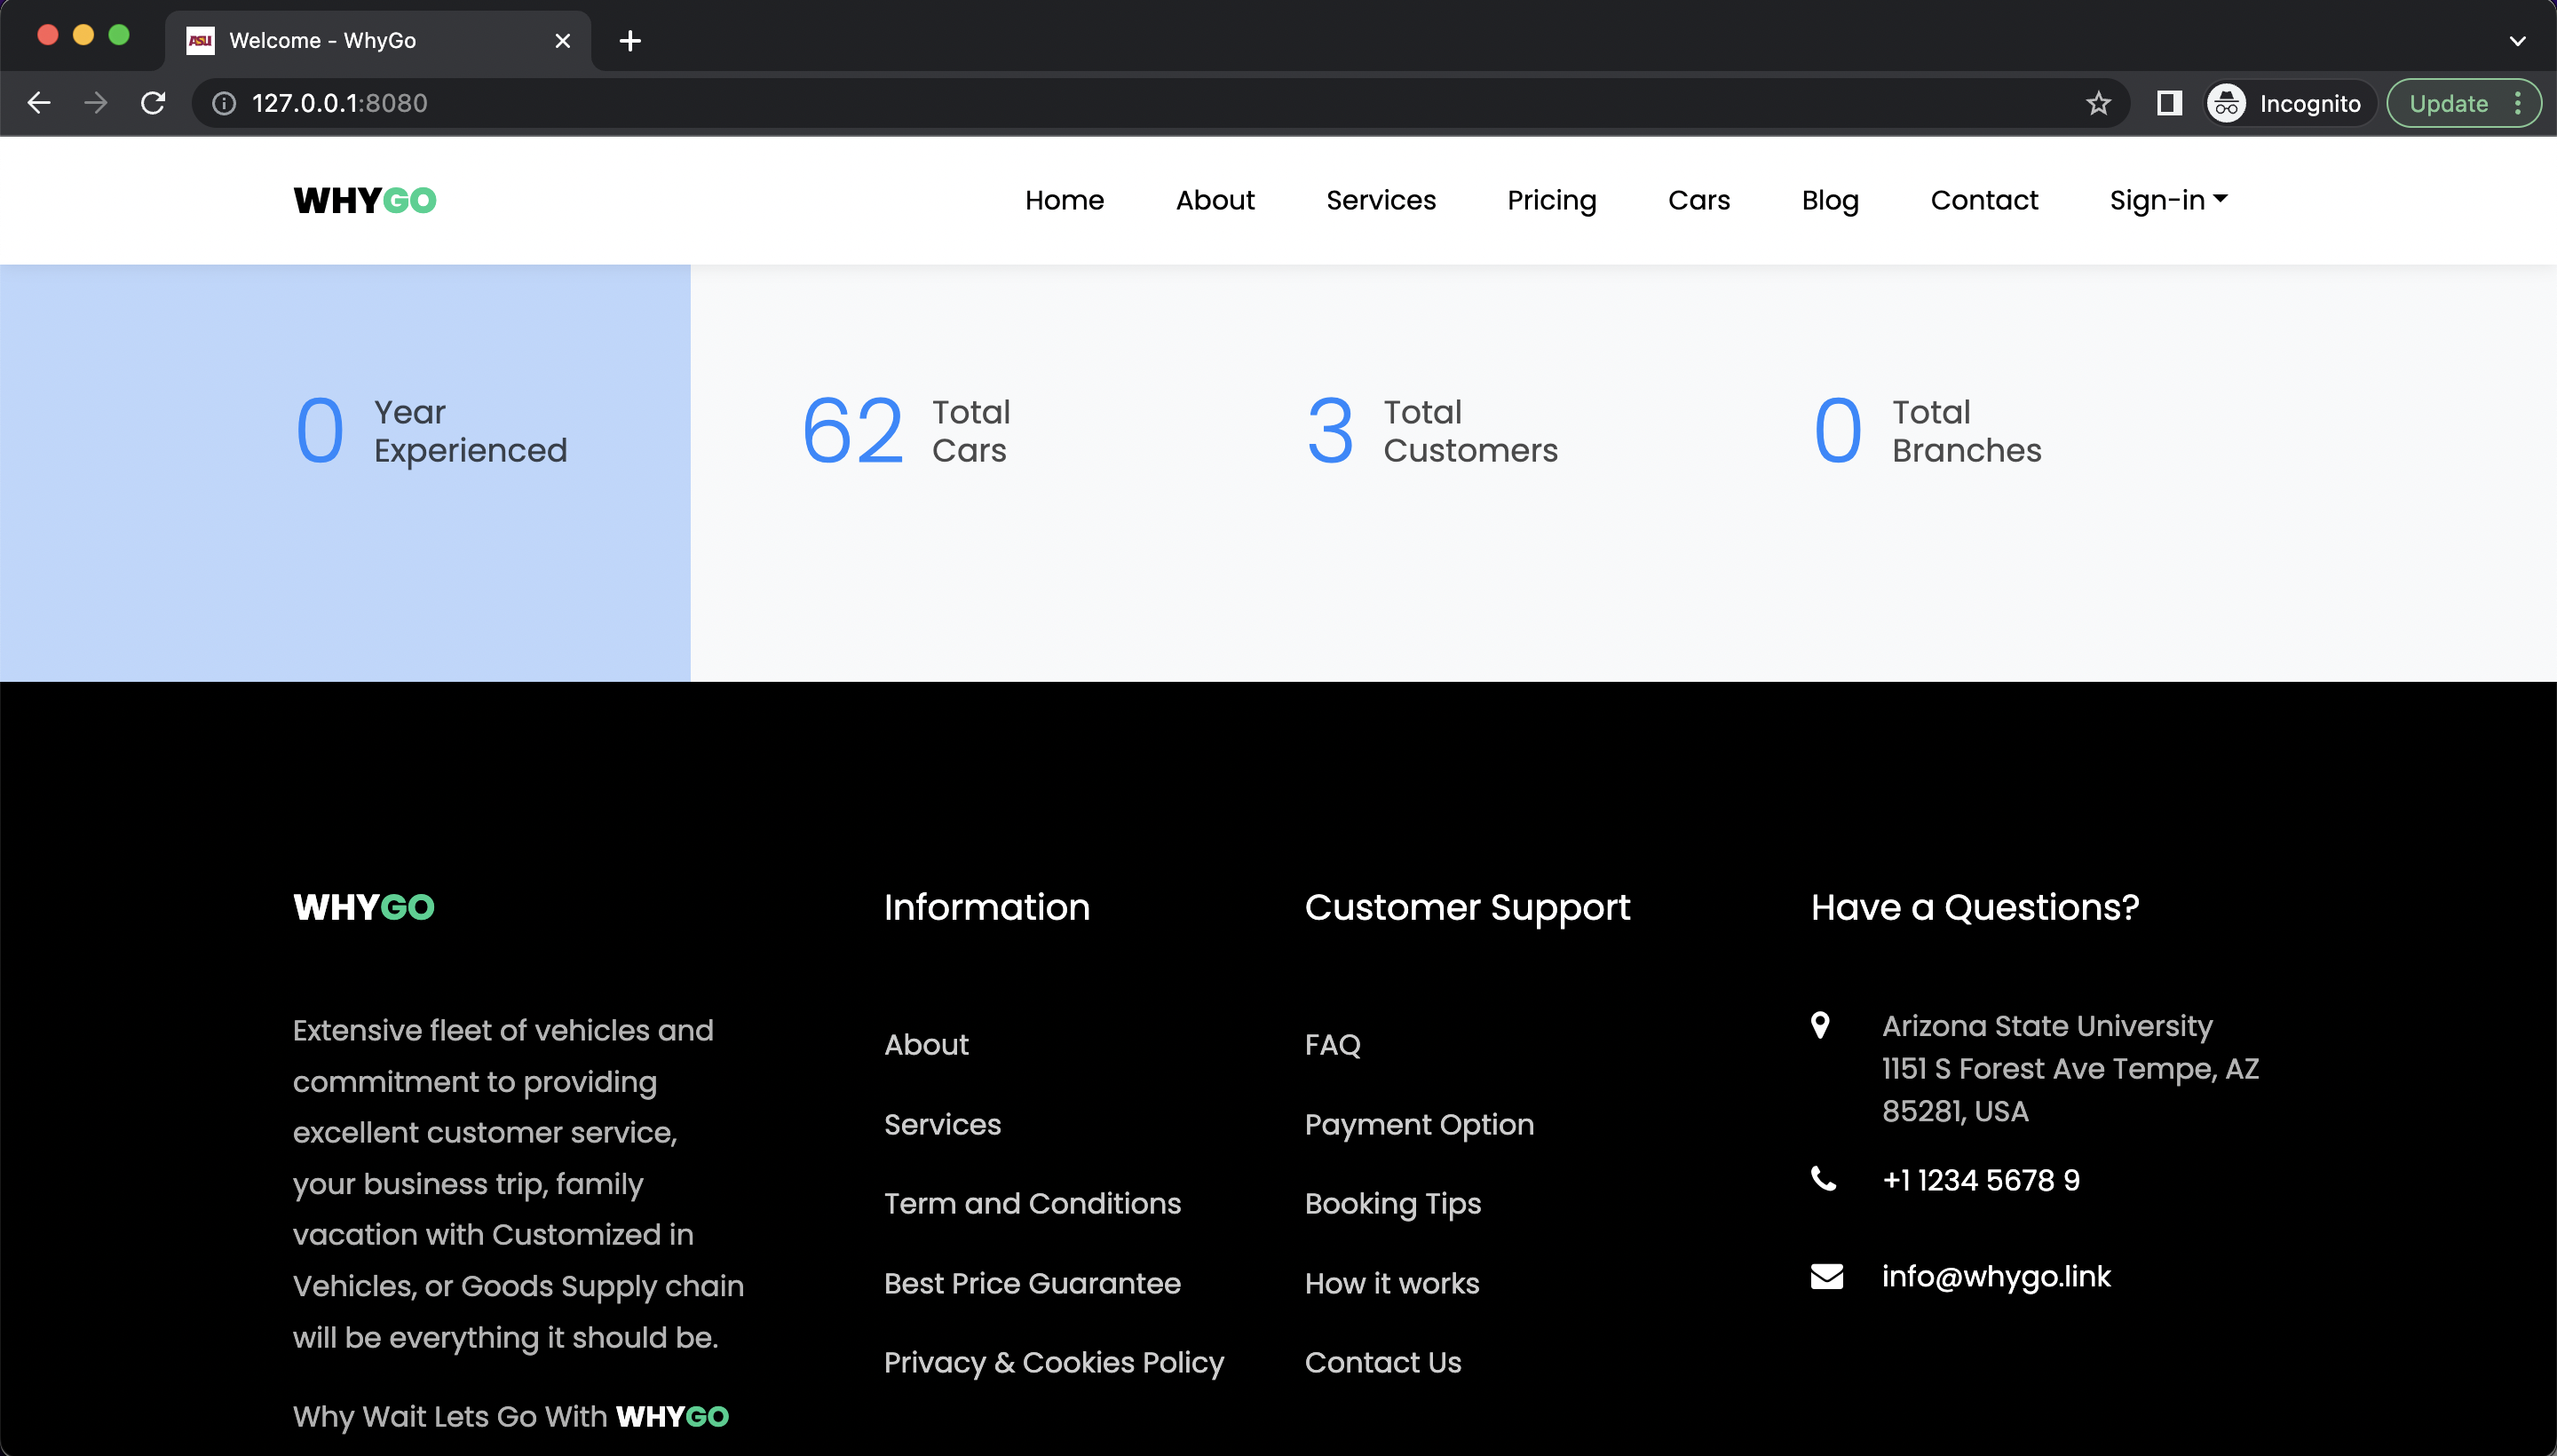 ASU Welcome - WhyGo
127.0.0.1:8080
Incognito
Update
WHYGO
Home
About
Services
Pricing
Cars
Blog
Contact
Sign-in
0
Year
Experienced
62
Total
Cars
3
Total
Customers
0
Total
Branches
WHYGO
Extensive fleet of vehicles and
commitment to providing
excellent customer service,
your business trip, family
vacation with Customized in
Vehicles, or Goods Supply chain
will be everything it should be.
Why Wait Lets Go With WHYGO
Information
About
Services
Term and Conditions
Best Price Guarantee
Privacy & Cookies Policy
Customer Support
FAQ
Payment Option
Booking Tips
How it works
Contact Us
Have a Questions?
Arizona State University
1151 S Forest Ave Tempe, AZ
85281, USA
+1 1234 5678 9
info@whygo.link